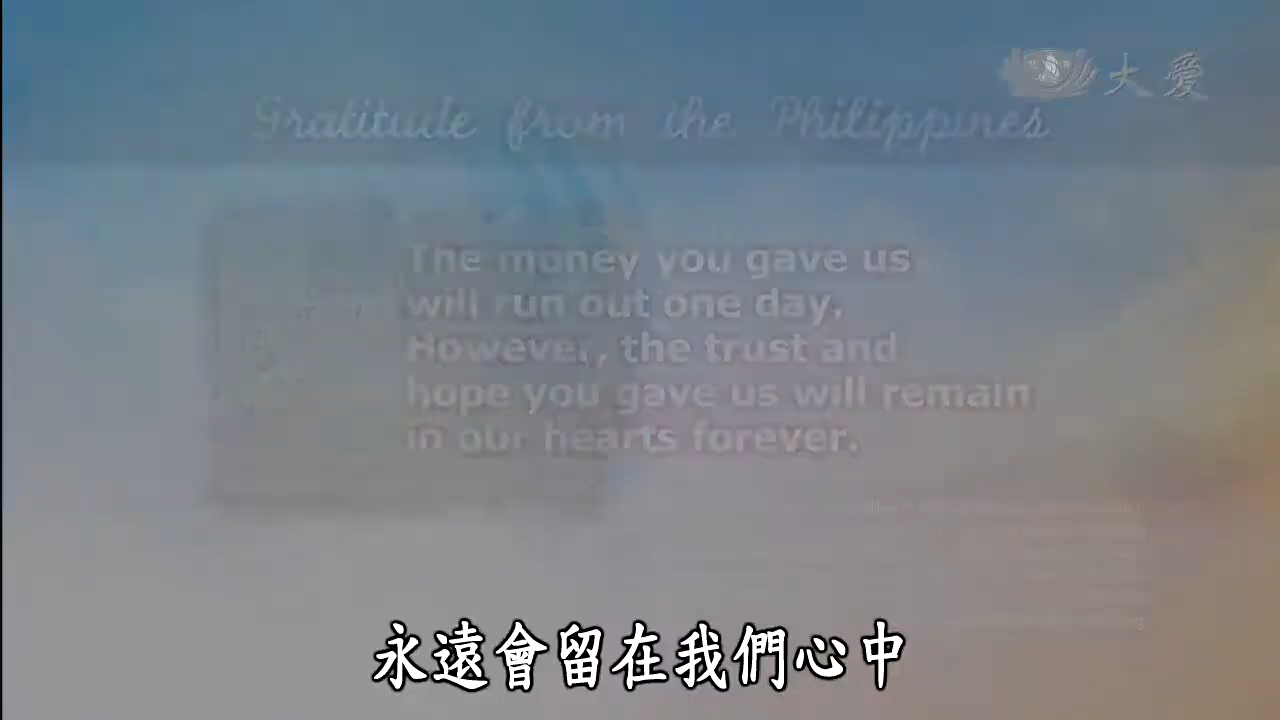 大愛
Gratitude from the Philippines
The money you gave us
will run out one day.
However, the trust and
hope you gave us will remain
in our hearts forever.
永遠會留在我們心中